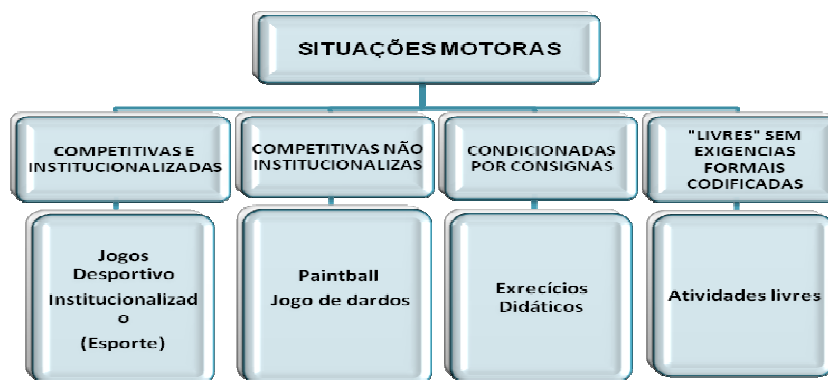 SITUAÇÕES MOTORAS
COMPETITIVAS E
INSTITUCIONALIZADAS
COMPETITIVAS NÃO
INSTITUCIONALIZAS
CONDICIONADAS
POR CONSIGNAS
"LIVRES" SEM
EXIGENCIAS
FORMAIS
CODIFICADAS
Jogos
Desportivo
Institucionalizad
o
(Esporte)
Paintball
Jogo de dardos
Exrecícios
Didáticos
Atividades livres